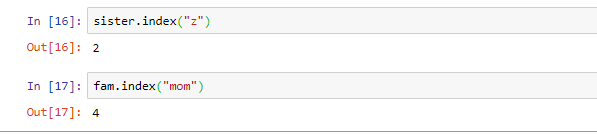 In [16]: sister.index("z")
Out[16]: 2
In [17]: fam.index("mom")
Out[17]: 4